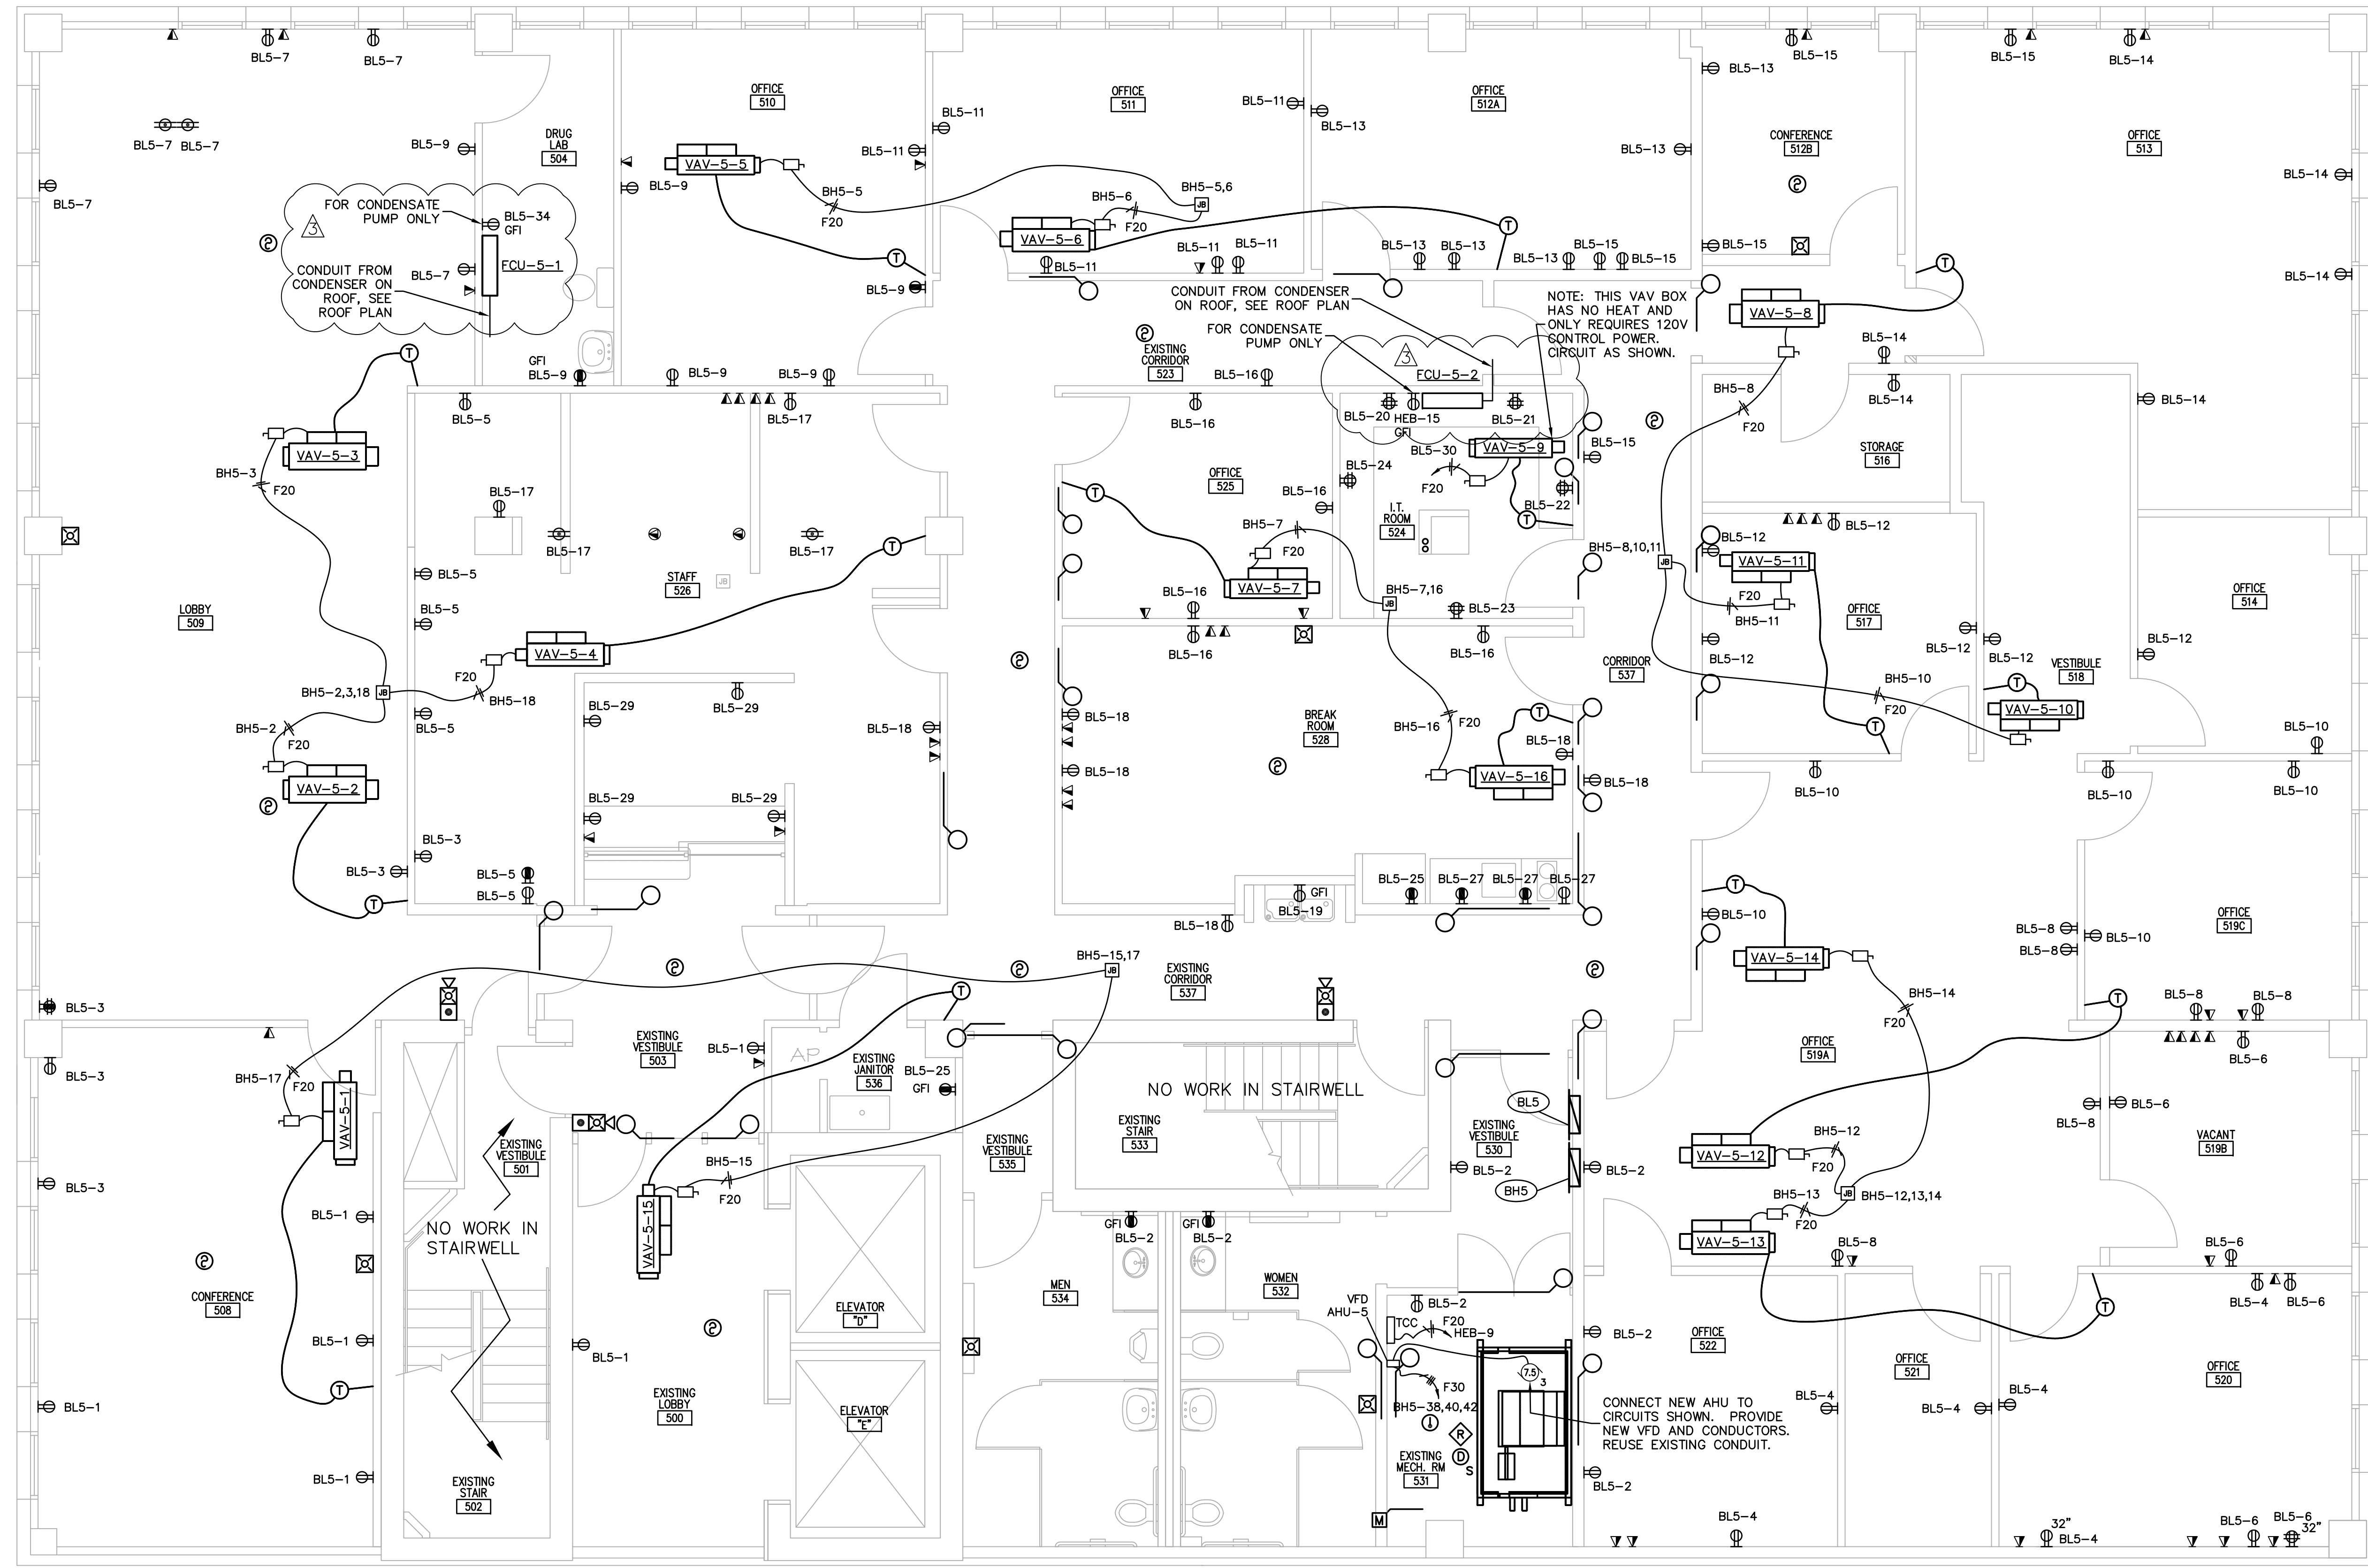 BL5-7
BL5-7
BL5-7
BL5-7
BL5-7
BL5-9
DRUG
LAB
504
OFFICE
510
VAV-5-5
BL5-9
BL5-11
BL5-11
OFFICE
511
BL5-11
BL5-13
OFFICE
512A
BL5-13
BL5-13
BL5-15
CONFERENCE
512B
BL5-15
BL5-14
OFFICE
513
BL5-14
BL5-14
FOR CONDENSATE
PUMP ONLY
3
BL5-34
GFI
CONDUIT FROM
CONDENSER ON
ROOF, SEE
ROOF PLAN
BL5-7
FCU-5-1
BH5-5
F20
BH5-5,6
JB
BH5-6
F20
VAV-5-6
BL5-11
BL5-11
BL5-11
BL5-9
T
T
BL5-13
BL5-13
BL5-13
BL5-15
BL5-15
BL5-15
CONDUIT FROM CONDENSER
ON ROOF, SEE ROOF PLAN
FOR CONDENSATE
PUMP ONLY
NOTE: THIS VAV BOX
HAS NO HEAT AND
ONLY REQUIRES 120V
CONTROL POWER.
CIRCUIT AS SHOWN.
3
FCU-5-2
VAV-5-8
T
BL5-14
BL5-14
BL5-14
BH5-8
F20
STORAGE
516
EXISTING
CORRIDOR
523
BL5-16
BL5-16
BL5-20
HEB-15
GFI
BL5-21
VAV-5-9
BL5-30
F20
BL5-15
BL5-24
BL5-22
T
I.T.
ROOM
524
OFFICE
525
BL5-16
BH5-7
F20
VAV-5-7
T
BH5-7,16
JB
BL5-23
BL5-16
BL5-16
BL5-16
GFI
BL5-9
BL5-9
BL5-9
T
VAV-5-3
BH5-3
F20
BL5-5
BL5-17
BL5-17
BL5-17
BL5-17
BL5-5
BL5-5
STAFF
526
JB
T
LOBBY
509
VAV-5-4
F20
BH5-18
BH5-2,3,18
JB
BH5-2
F20
BL5-5
VAV-5-2
BL5-29
BL5-29
BL5-18
BL5-29
BL5-29
BL5-3
BL5-3
BL5-5
BL5-5
T
BH5-8,10,11
JB
BL5-12
VAV-5-11
F20
BH5-11
BL5-12
OFFICE
517
BL5-12
BL5-12
BL5-12
VESTIBULE
518
BL5-12
OFFICE
514
CORRIDOR
537
BH5-10
F20
T
VAV-5-10
T
BL5-10
BL5-10
BL5-10
BL5-10
BL5-18
BL5-18
BREAK
ROOM
528
BH5-16
F20
T
BL5-18
VAV-5-16
BL5-18
BL5-25
BL5-27
BL5-27
BL5-27
GFI
BL5-19
BL5-18
T
BL5-10
VAV-5-14
BL5-8
BL5-8
BL5-10
OFFICE
519C
BH5-14
F20
T
BL5-8
BL5-8
BL5-6
BH5-15,17
JB
EXISTING
CORRIDOR
537
BL5-3
BL5-3
BH5-17
F20
VAV-5-1
BL5-3
EXISTING
VESTIBULE
503
BL5-1
AP
EXISTING
JANITOR
536
T
BL5-25
GFI
NO WORK IN STAIRWELL
EXISTING
STAIR
533
EXISTING
VESTIBULE
535
BL5
EXISTING
VESTIBULE
530
BL5-2
BL5-2
BH5
OFFICE
519A
VAV-5-12
BH5-12
F20
BL5-8
BL5-6
VACANT
519B
JB
BH5-12,13,14
BH5-13
F20
VAV-5-13
BL5-8
BL5-6
BL5-4
BL5-6
T
EXISTING
VESTIBULE
501
NO WORK IN
STAIRWELL
BH5-15
F20
VAV-5-15
BL5-1
CONFERENCE
508
BL5-1
T
BL5-1
BL5-1
BL5-1
EXISTING
LOBBY
500
EXISTING
STAIR
502
ELEVATOR
"D"
ELEVATOR
"E"
MEN
534
GFI
BL5-2
GFI
BL5-2
WOMEN
532
VFD
AHU-5
BL5-2
TCC
F20
HEB-9
7.5
3
F30
BH5-38,40,42
R
D
S
EXISTING
MECH. RM
531
M
BL5-2
BL5-2
CONNECT NEW AHU TO
CIRCUITS SHOWN. PROVIDE
NEW VFD AND CONDUCTORS.
REUSE EXISTING CONDUIT.
OFFICE
522
BL5-4
OFFICE
521
BL5-4
BL5-4
OFFICE
520
BL5-4
32"
BL5-4
BL5-6
BL5-6
32"